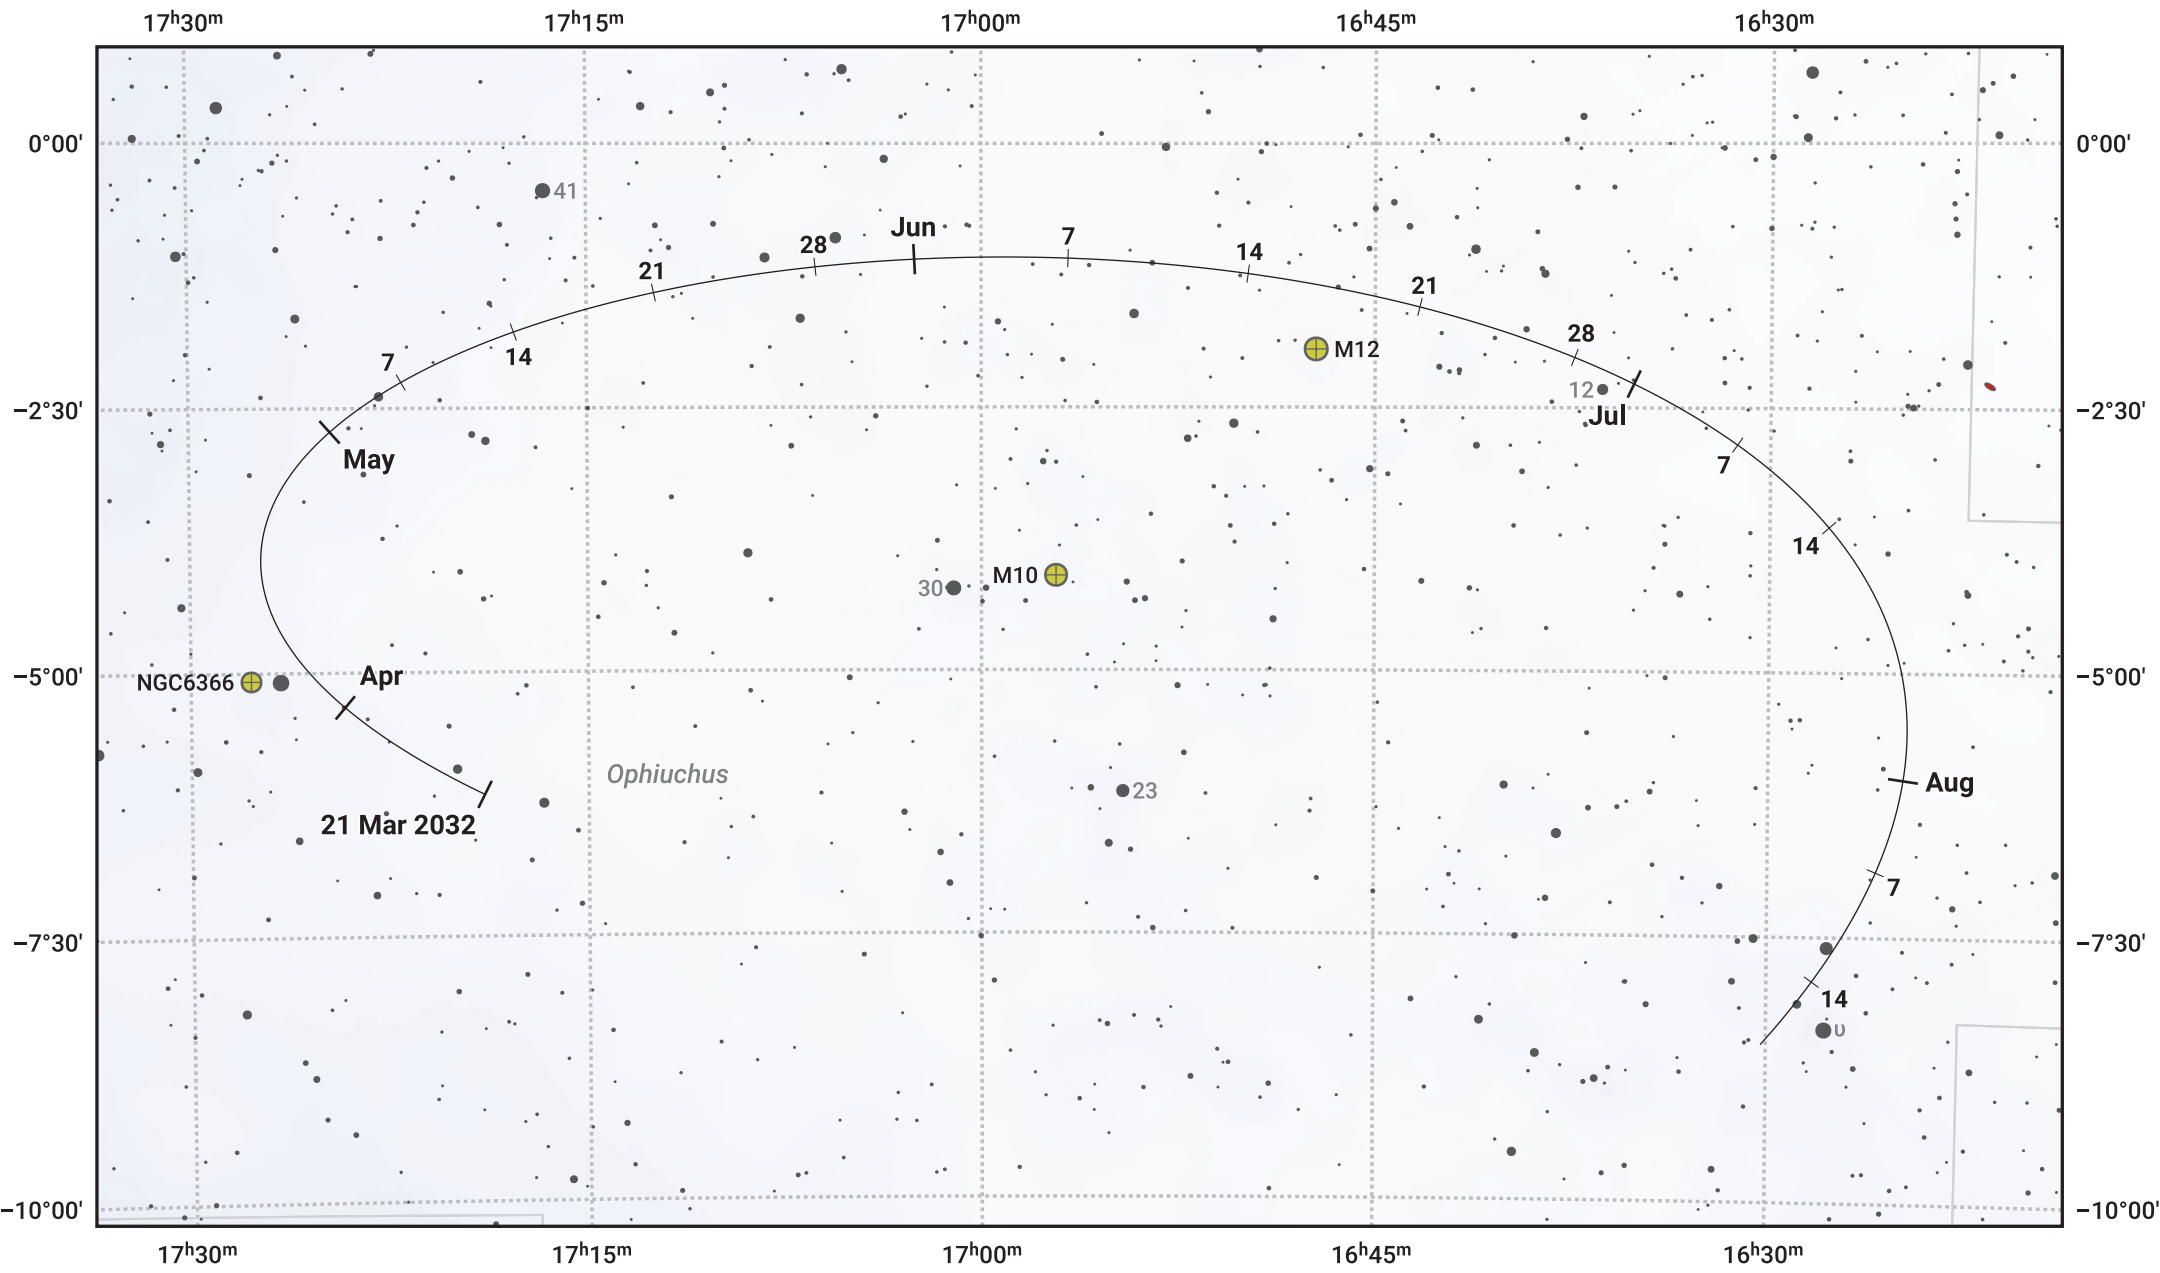 17ʰ30ᵐ 17ʰ15ᵐ 17ʰ00ᵐ 16ʰ45ᵐ 16ʰ30ᵐ
0°00' 0°00'
41
Jun
28 7 14
21 21
28
7 14 M12
12
Jul
−2°30' −2°30'
May 7
14
M10
30
Apr
−5°00' −5°00'
NGC6366
Ophiuchus
23 Aug
21 Mar 2032
7
−7°30' −7°30'
14
υ
−10°00' −10°00'
17ʰ30ᵐ 17ʰ15ᵐ 17ʰ00ᵐ 16ʰ45ᵐ 16ʰ30ᵐ